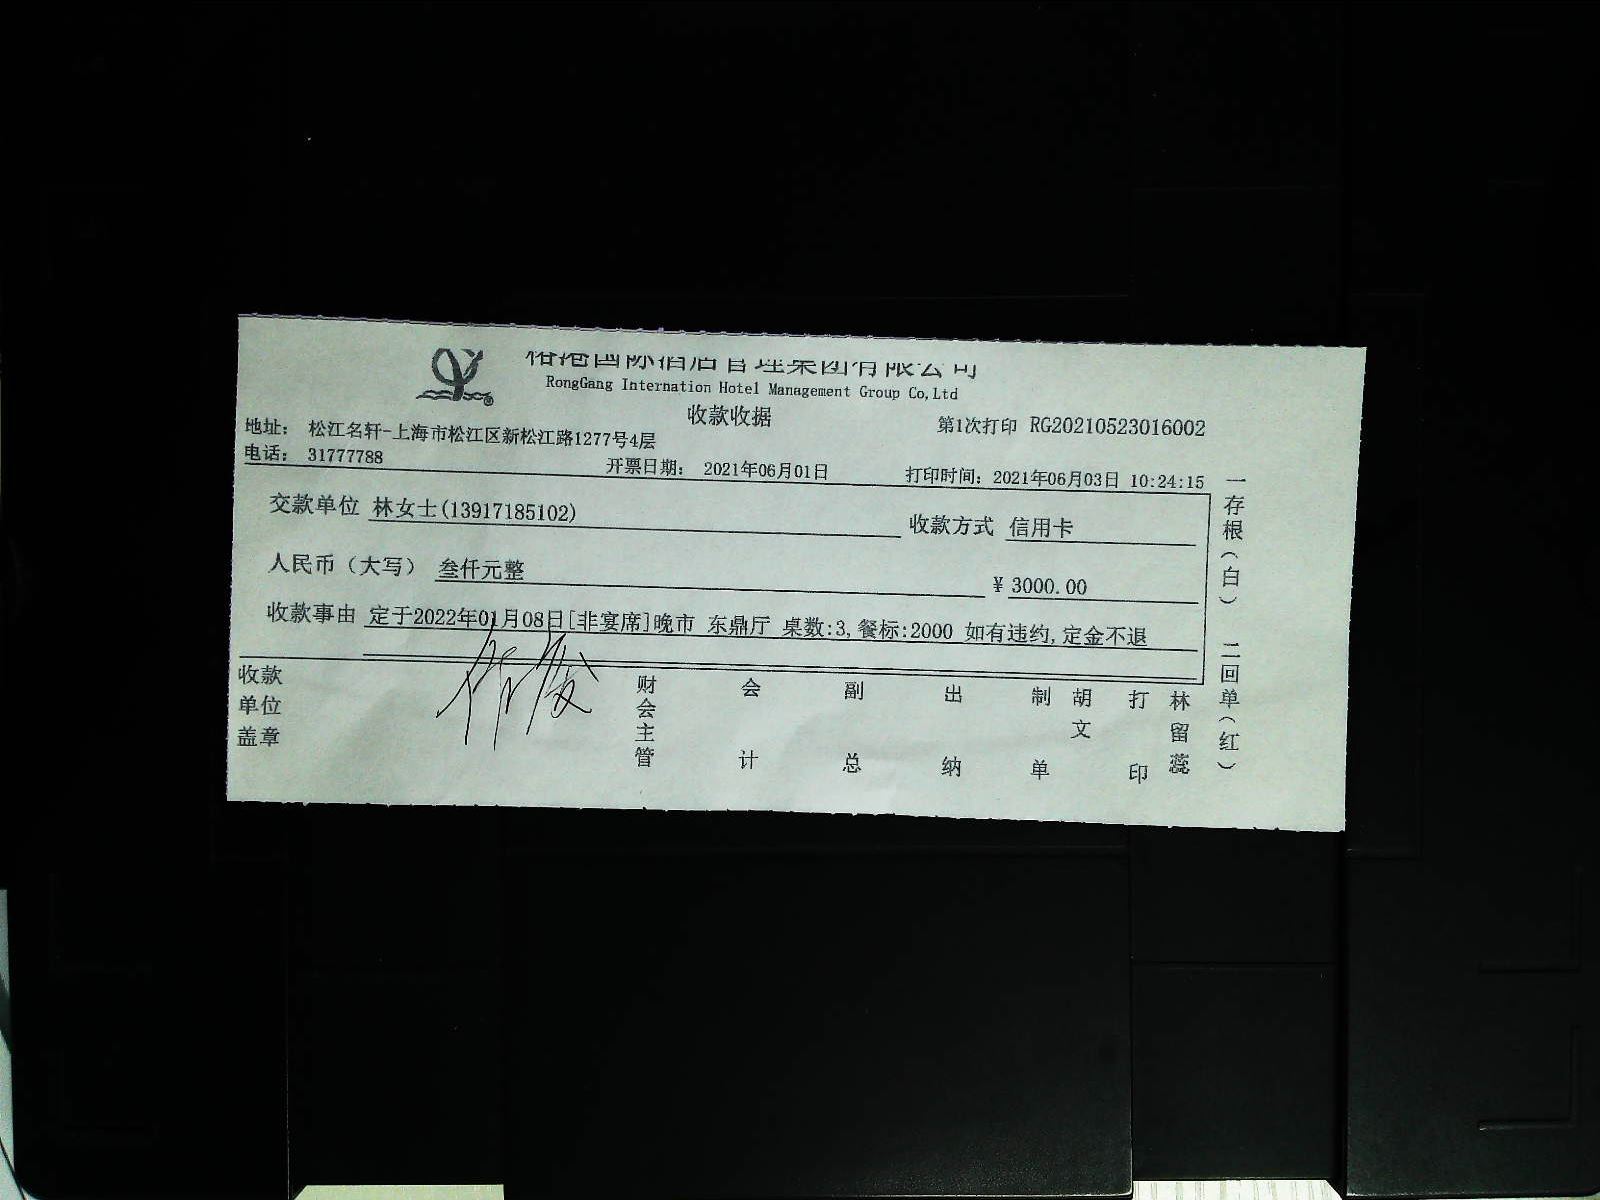 榕港国际酒店管理集团有限公司
RongGang Internation Hotel Management Group Co,Ltd
收款收据
第1次打印 RG20210523016002
地址： 松江名轩-上海市松江区新松江路1277号4层
电话： 31777788
开票日期： 2021年06月01日
打印时间：2021年06月03日 10:24:15
交款单位 林女士(13917185102)
收款方式 信用卡
人民币（大写） 叁仟元整
¥ 3000.00
收款事由 定于2022年01月08日[非宴席]晚市 东鼎厅 桌数:3,餐标:2000 如有违约,定金不退
收款单位盖章
财会主管
会计
副总
出纳
制单
胡文
打印
林留蕊
一存根（白）
二回单（红）